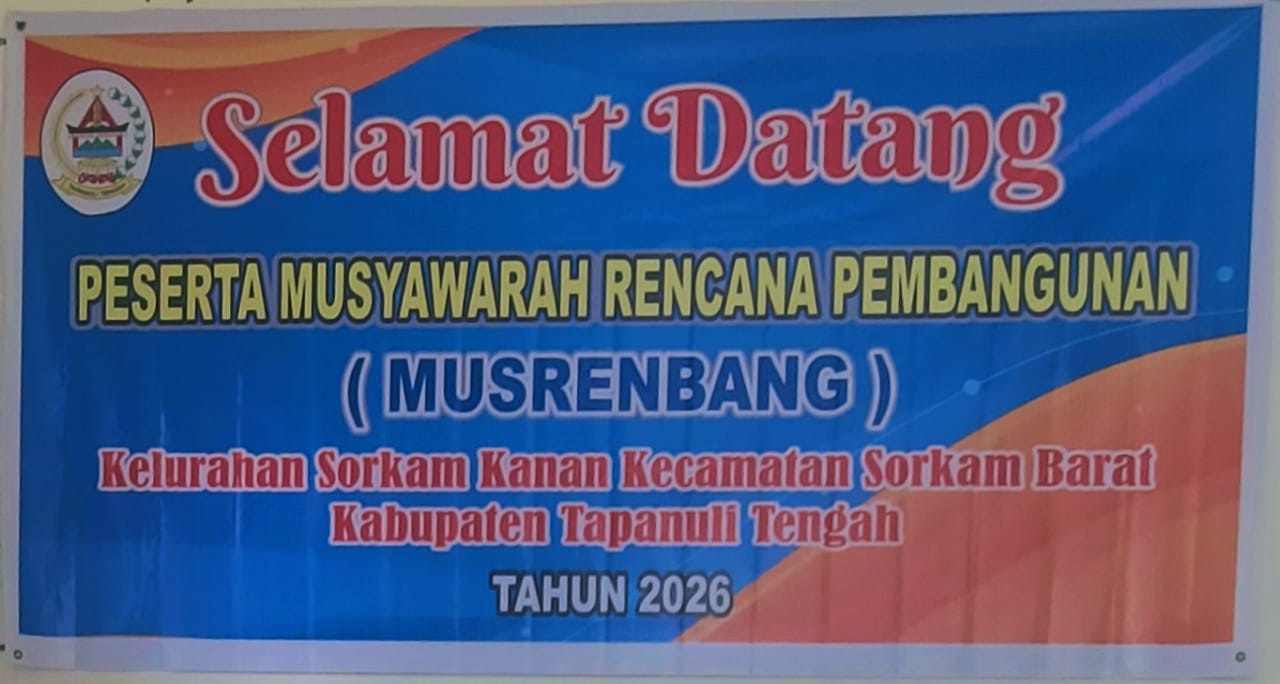 Selamat Datang
PESERTA MUSYAWARAH RENCANA PEMBANGUNAN
( MUSRENBANG )
Kelurahan Sorkam Kanan Kecamatan Sorkam Barat
Kabupaten Tapanuli Tengah
TAHUN 2026